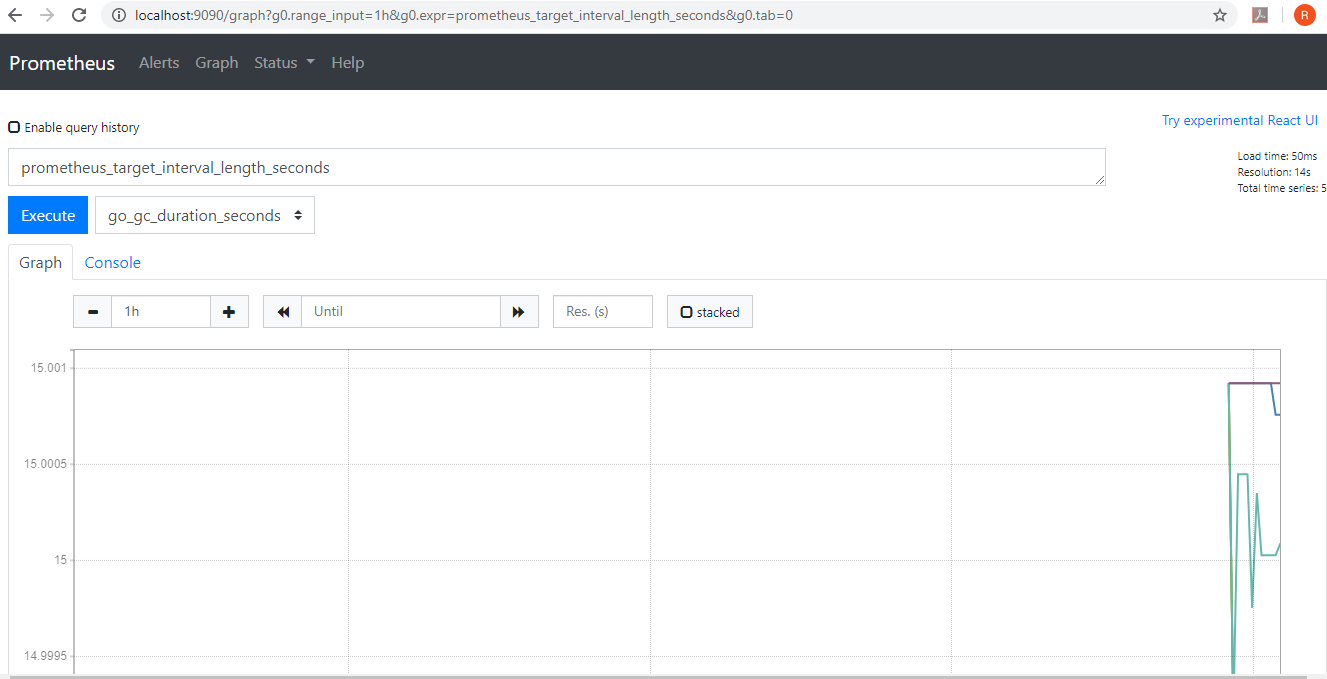 localhost:9090/graph?g0.range_input=1h&g0.expr=prometheus_target_interval_length_seconds&g0.tab=0
R
Prometheus Alerts Graph Status Help
Enable query history
Try experimental React UI
prometheus_target_interval_length_seconds
Load time: 50ms
Resolution: 14s
Total time series: 5
Execute go_gc_duration_seconds
Graph Console
1h Until Res. (s) stacked
15.001
15.0005
15
14.9995